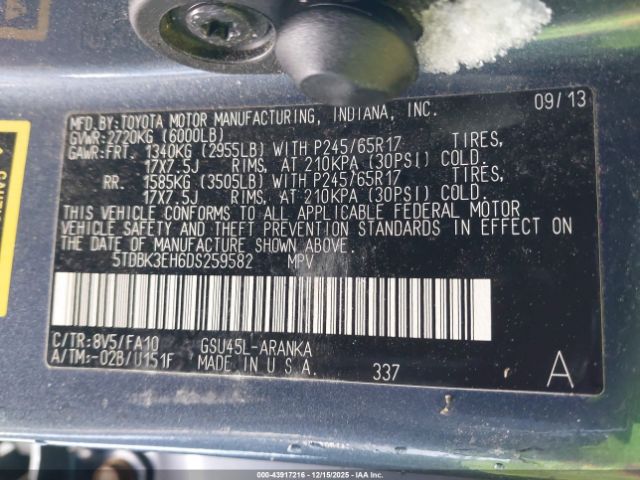 MFD.BY:TOYOTA MOTOR MANUFACTURING, INDIANA, INC. 09/13
GVWR:2720KG (6000LB)
GAWR:FRT. 1340KG (2955LB) WITH P245/65R17 TIRES,
17X7.5J RIMS, AT 210KPA (30PSI) COLD.
RR. 1585KG (3505LB) WITH P245/65R17 TIRES,
17X7.5J RIMS, AT 210KPA (30PSI) COLD.
THIS VEHICLE CONFORMS TO ALL APPLICABLE FEDERAL MOTOR
VEHICLE SAFETY AND THEFT PREVENTION STANDARDS IN EFFECT ON
THE DATE OF MANUFACTURE SHOWN ABOVE.
5TDBK3EH6DS259582 MPV
C/TR:8V5/FA10 GSU45L-ARANKA
A/TM:-02B/U151F MADE IN U.S.A. 337 A
000-43917216 - 12/15/2025 - IAA Inc.